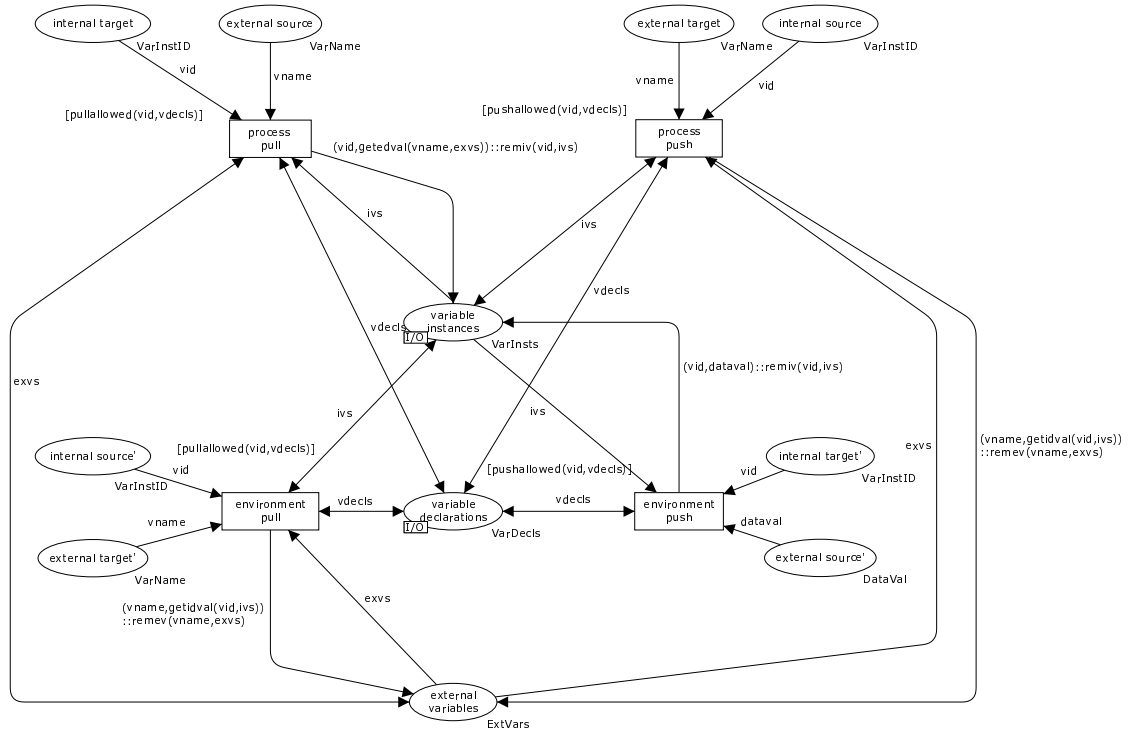 internal target
external source
external target
internal source
VarInstID
VarName
VarName
VarInstID
vid
vname
vname
vid
[pullallowed(vid,vdecls)]
[pushallowed(vid,vdecls)]
process
pull
process
push
(vid,getedval(vname,exvs))::remiv(vid,ivs)
ivs
ivs
vdecls
variable
instances
I/O
vdecls
VarInsts
(vid,dataval)::remiv(vid,ivs)
exvs
ivs
ivs
exvs
(vname,getidval(vid,ivs))
::remev(vname,exvs)
[pullallowed(vid,vdecls)]
internal source'
vid
VarInstID
[pushallowed(vid,vdecls)]
internal target'
vid
VarInstID
environment
pull
vdecls
variable
declarations
I/O
VarDecls
vdecls
environment
push
vname
external target'
VarName
dataval
external source'
DataVal
(vname,getidval(vid,ivs))
::remev(vname,exvs)
exvs
external
variables
ExtVars